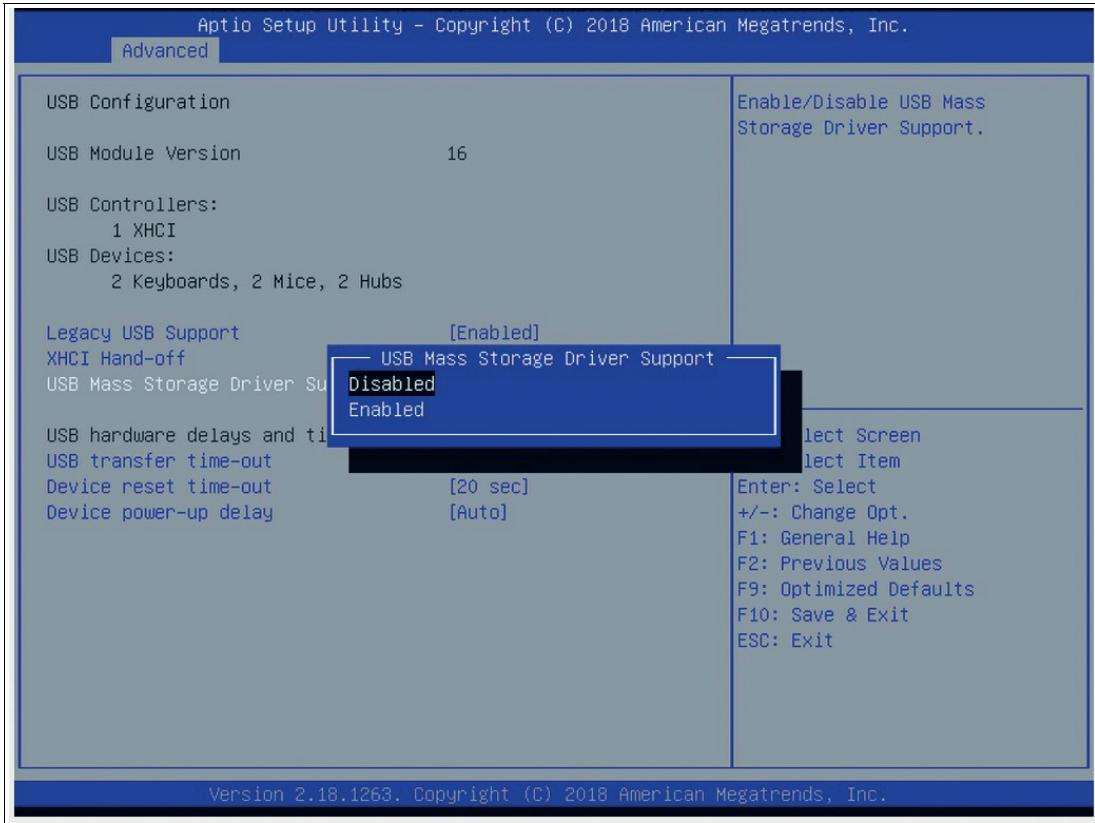 Aptio Setup Utility – Copyright (C) 2018 American Megatrends, Inc.
Advanced
USB Configuration
USB Module Version 16
USB Controllers:
1 XHCI
USB Devices:
2 Keyboards, 2 Mice, 2 Hubs
Legacy USB Support [Enabled]
XHCI Hand-off
USB Mass Storage Driver Su
USB hardware delays and ti
USB transfer time-out
Device reset time-out [20 sec]
Device power-up delay [Auto]
USB Mass Storage Driver Support
Disabled
Enabled
Enable/Disable USB Mass
Storage Driver Support.
lect Screen
lect Item
Enter: Select
+/-: Change Opt.
F1: General Help
F2: Previous Values
F9: Optimized Defaults
F10: Save & Exit
ESC: Exit
Version 2.18.1263. Copyright (C) 2018 American Megatrends, Inc.